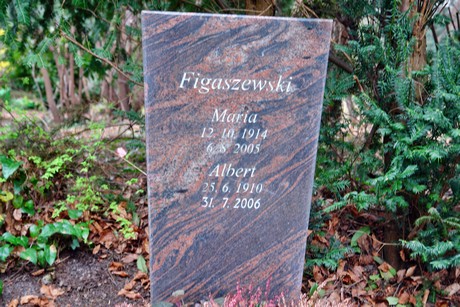 Figaszewski
Maria
12. 10. 1914
6. 8. 2005
Albert
25. 6. 1910
31. 7. 2006